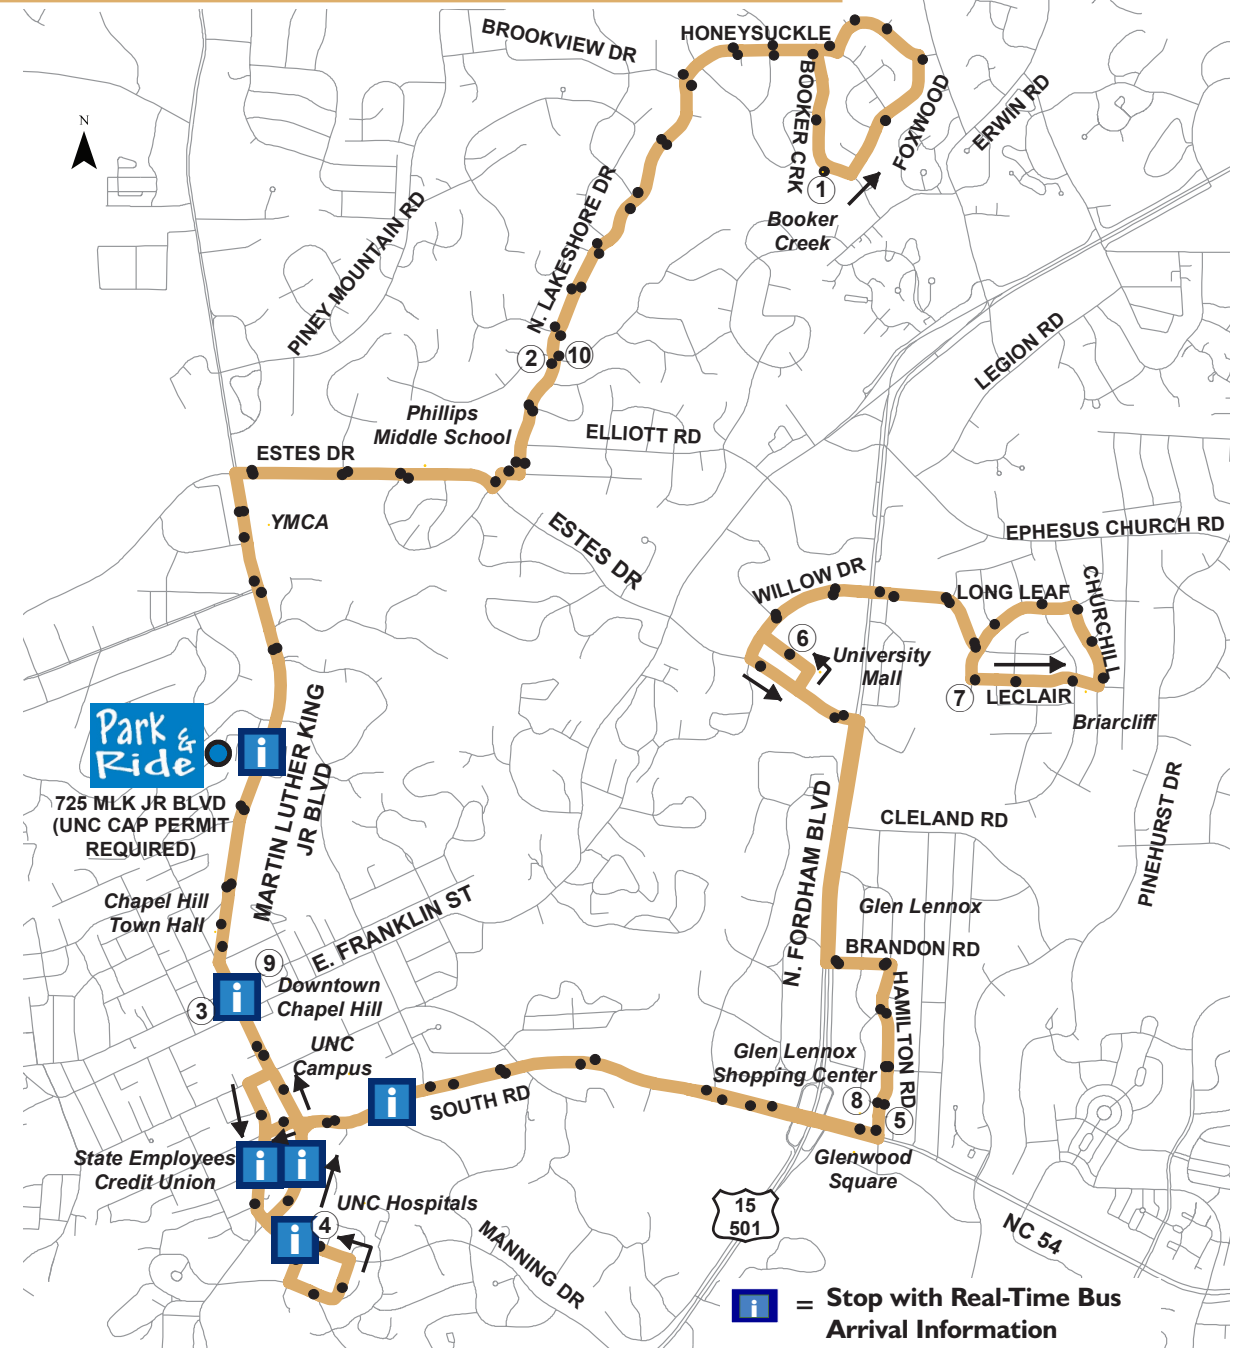 BROOKVIEW DR
HONEYSUCKLE
N
BOOKER CRK
FOXWOOD
ERWIN RD
1
Booker
Creek
PINEY MOUNTAIN RD
N. LAKESHORE DR
LEGION RD
2
10
Phillips
Middle School
ELLIOTT RD
ESTES DR
YMCA
ESTES DR
EPHESUS CHURCH RD
WILLOW DR
LONG LEAF
CHURCHILL
6
University
Mall
7
LECLAIR
Briarcliff
Park &
Ride
i
725 MLK JR BLVD
(UNC CAP PERMIT
REQUIRED)
MARTIN LUTHER KING
JR BLVD
N. FORDHAM BLVD
CLELAND RD
PINEHURST DR
Chapel Hill
Town Hall
E. FRANKLIN ST
Glen Lennox
BRANDON RD
9
3
i
Downtown
Chapel Hill
HAMILTON RD
UNC
Campus
Glen Lennox
Shopping Center
i
SOUTH RD
8
5
State Employees
Credit Union
i
i
Glenwood
Square
UNC Hospitals
4
i
15
501
NC 54
MANNING DR
i = Stop with Real-Time Bus
Arrival Information